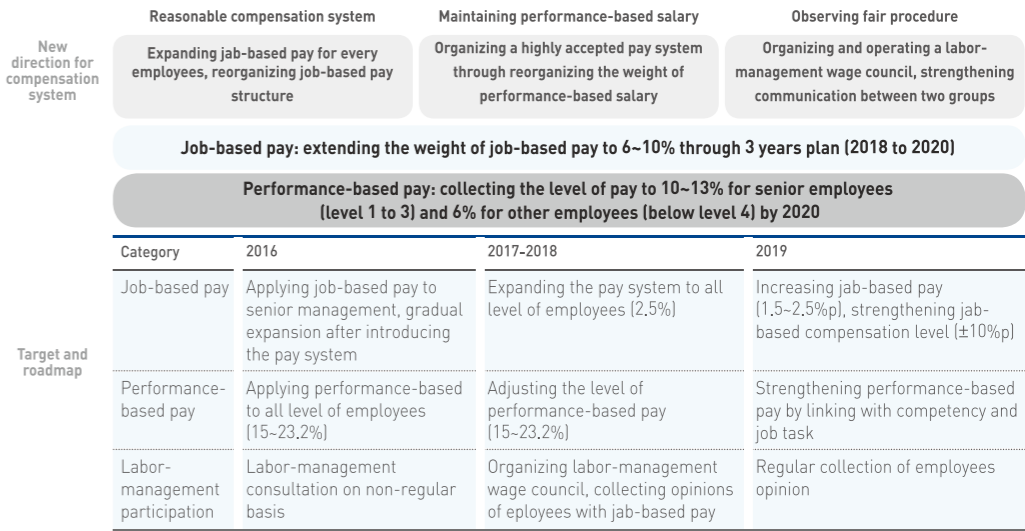 New
direction for
compensation
system
Reasonable compensation system
Expanding jab-based pay for every
employees, reorganizing job-based pay
structure
Maintaining performance-based salary
Organizing a highly accepted pay system
through reorganizing the weight of
performance-based salary
Observing fair procedure
Organizing and operating a labor-
management wage council, strengthening
communication between two groups
Job-based pay: extending the weight of job-based pay to 6~10% through 3 years plan (2018 to 2020)
Performance-based pay: collecting the level of pay to 10~13% for senior employees
(level 1 to 3) and 6% for other employees (below level 4) by 2020
Target and
roadmap
Category
2016
2017-2018
2019
Job-based pay
Applying job-based pay to
senior management, gradual
expansion after introducing
the pay system
Expanding the pay system to all
level of employees (2.5%)
Increasing jab-based pay
(1.5~2.5%p), strengthening jab-
based compensation level (±10%p)
Performance-
based pay
Applying performance-based
to all level of employees
(15~23.2%)
Adjusting the level of
performance-based pay
(15~23.2%)
Strengthening performance-based
pay by linking with competency and
job task
Labor-
management
participation
Labor-management
consultation on non-regular
basis
Organizing labor-management
wage council, collecting opinions
of eployees with jab-based pay
Regular collection of employees
opinion